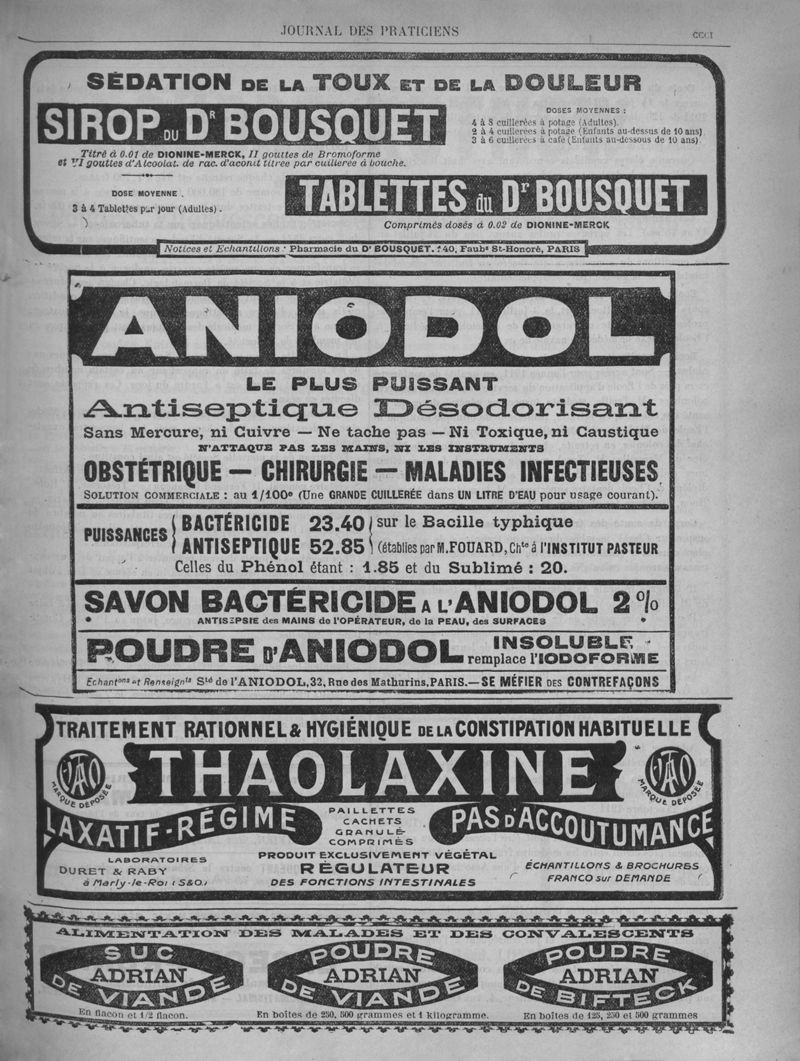 JOURNAL DES PRATICIENS
CCCI
SÉDATION DE LA TOUX ET DE LA DOULEUR
SIROP DU Dr BOUSQUET
DOSES MOYENNES :
4 à 8 cuillerées à potage (Adultes).
2 à 4 cuillerées à potage (Enfants au-dessus de 10 ans)
3 à 6 cuillerées à café (Enfants au-dessous de 10 ans).
Titré à 0.01 de DIONINE-MERCK, II gouttes de Bromoforme
et VI gouttes d'Alcoolat. de rac. d'aconit titrée par cuillerée à bouche.
DOSE MOYENNE
3 à 4 Tablettes par jour (Adultes).
TABLETTES du Dr BOUSQUET
Comprimés dosés à 0.02 de DIONINE-MERCK
Notices et Echantillons : Pharmacie du Dr BOUSQUET. 140, Faubg St-Honoré, PARIS
ANIODOL
LE PLUS PUISSANT
Antiseptique Désodorisant
Sans Mercure, ni Cuivre — Ne tache pas — Ni Toxique, ni Caustique
N'ATTAQUE PAS LES MAINS, NI LES INSTRUMENTS
OBSTÉTRIQUE — CHIRURGIE — MALADIES INFECTIEUSES
SOLUTION COMMERCIALE : au 1/100e (Une GRANDE CUILLERÉE dans UN LITRE D'EAU pour usage courant).
PUISSANCES
BACTÉRICIDE 23.40 sur le Bacille typhique
ANTISEPTIQUE 52.85 (établies par M. FOUARD, Chte à l'INSTITUT PASTEUR
Celles du Phénol étant : 1.85 et du Sublimé : 20.
SAVON BACTÉRICIDE A L'ANIODOL 2%
ANTISEPSIE des MAINS de l'OPÉRATEUR, de la PEAU, des SURFACES
POUDRE D'ANIODOL INSOLUBLE
remplace l'IODOFORME
Echantons et Renseignts Sté de l'ANIODOL, 32, Rue des Mathurins, PARIS. — SE MÉFIER DES CONTREFAÇONS
TRAITEMENT RATIONNEL & HYGIÉNIQUE DE LA CONSTIPATION HABITUELLE
THAOLAXINE
MARQUE DÉPOSÉE
MARQUE DÉPOSÉE
LAXATIF-RÉGIME
PAILLETTES
CACHETS
GRANULÉ
COMPRIMÉS
PAS D'ACCOUTUMANCE
LABORATOIRES
DURET & RABY
à Marly-le-Roi (S&O)
PRODUIT EXCLUSIVEMENT VÉGÉTAL
RÉGULATEUR
DES FONCTIONS INTESTINALES
ÉCHANTILLONS & BROCHURES
FRANCO sur DEMANDE
ALIMENTATION DES MALADES ET DES CONVALESCENTS
SUC
ADRIAN
DE VIANDE
En flacon et 1/2 flacon.
POUDRE
ADRIAN
DE VIANDE
En boîtes de 250, 500 grammes et 1 kilogramme.
POUDRE
ADRIAN
DE BIFTECK
En boîtes de 125, 250 et 500 grammes